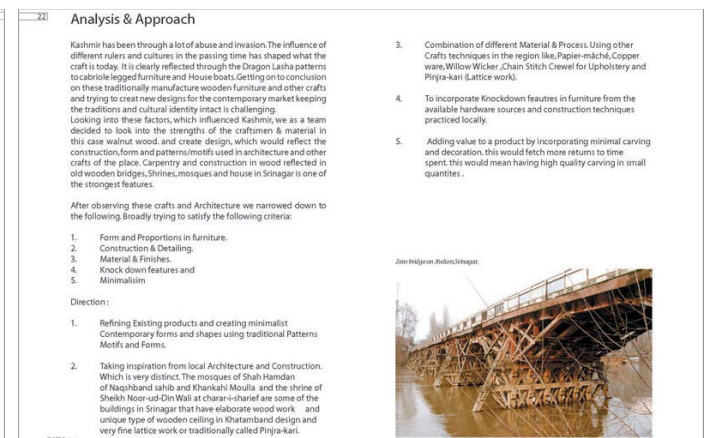 22
Analysis & Approach
Kashmir has been through a lot of abuse and invasion. The influence of
different rulers and cultures in the passing time has shaped what the
craft is today. It is clearly reflected through the Dragon Lasha patterns
to cabriole legged furniture and House boats. Getting on to conclusion
on these traditionally manufacture wooden furniture and other crafts
and trying to creat new designs for the contemporary market keeping
the traditions and cultural identity intact is challenging.
Looking into these factors, which influenced Kashmir, we as a team
decided to look into the strengths of the craftsmen & material in
this case walnut wood. and create design, which would reflect the
construction, form and patterns/motifs used in architecture and other
crafts of the place. Carpentry and construction in wood reflected in
old wooden bridges, Shrines, mosques and house in Srinagar is one of
the strongest features.
After observing these crafts and Architecture we narrowed down to
the following. Broadly trying to satisfy the following criteria:
1. Form and Proportions in furniture.
2. Construction & Detailing.
3. Material & Finishes.
4. Knock down features and
5. Minimalisim
Direction :
1. Refining Existing products and creating minimalist
Contemporary forms and shapes using traditional Patterns
Motifs and Forms.
2. Taking inspiration from local Architecture and Construction.
Which is very distinct. The mosques of Shah Hamdan
of Naqshband sahib and Khankahi Moulla and the shrine of
Sheikh Noor-ud-Din Wali at charar-i-sharief are some of the
buildings in Srinagar that have elaborate wood work and
unique type of wooden ceiling in Khatamband design and
very fine lattice work or traditionally called Pinjra-kari.
3. Combination of different Material & Process. Using other
Crafts techniques in the region like, Papier-mâché, Copper
ware, Willow Wicker ,Chain Stitch Crewel for Upholstery and
Pinjra-kari (Lattice work).
4. To incorporate Knockdown feautres in furniture from the
available hardware sources and construction techniques
practiced locally.
5. Adding value to a product by incorporating minimal carving
and decoration. this would fetch more returns to time
spent. this would mean having high quality carving in small
quantites .
Zero bridge on Jhelum, Srinagar.